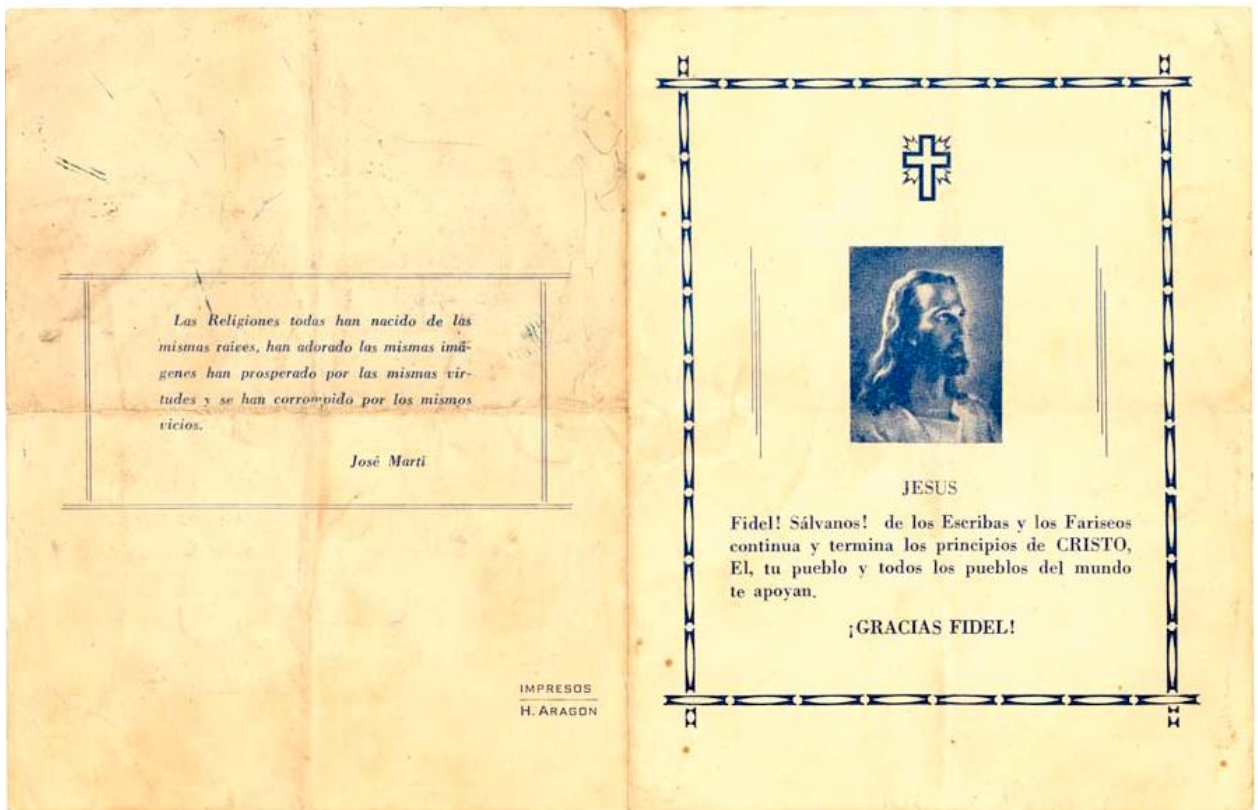 Las Religiones todas han nacido de las
mismas raices, han adorado las mismas imá-
genes han prosperado por las mismas vir-
tudes y se han corrompido por los mismos
vicios.
José Marti
IMPRESOS
H. ARAGON
JESUS
Fidel! Sálvanos! de los Escribas y los Fariseos
continua y termina los principios de CRISTO,
El, tu pueblo y todos los pueblos del mundo
te apoyan.
¡GRACIAS FIDEL!